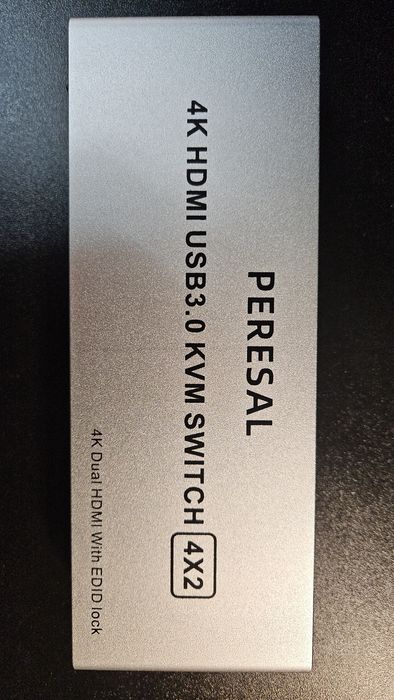 PERESAL
4K HDMI USB3.0 KVM SWITCH 4X2
4K Dual HDMI With EDID lock